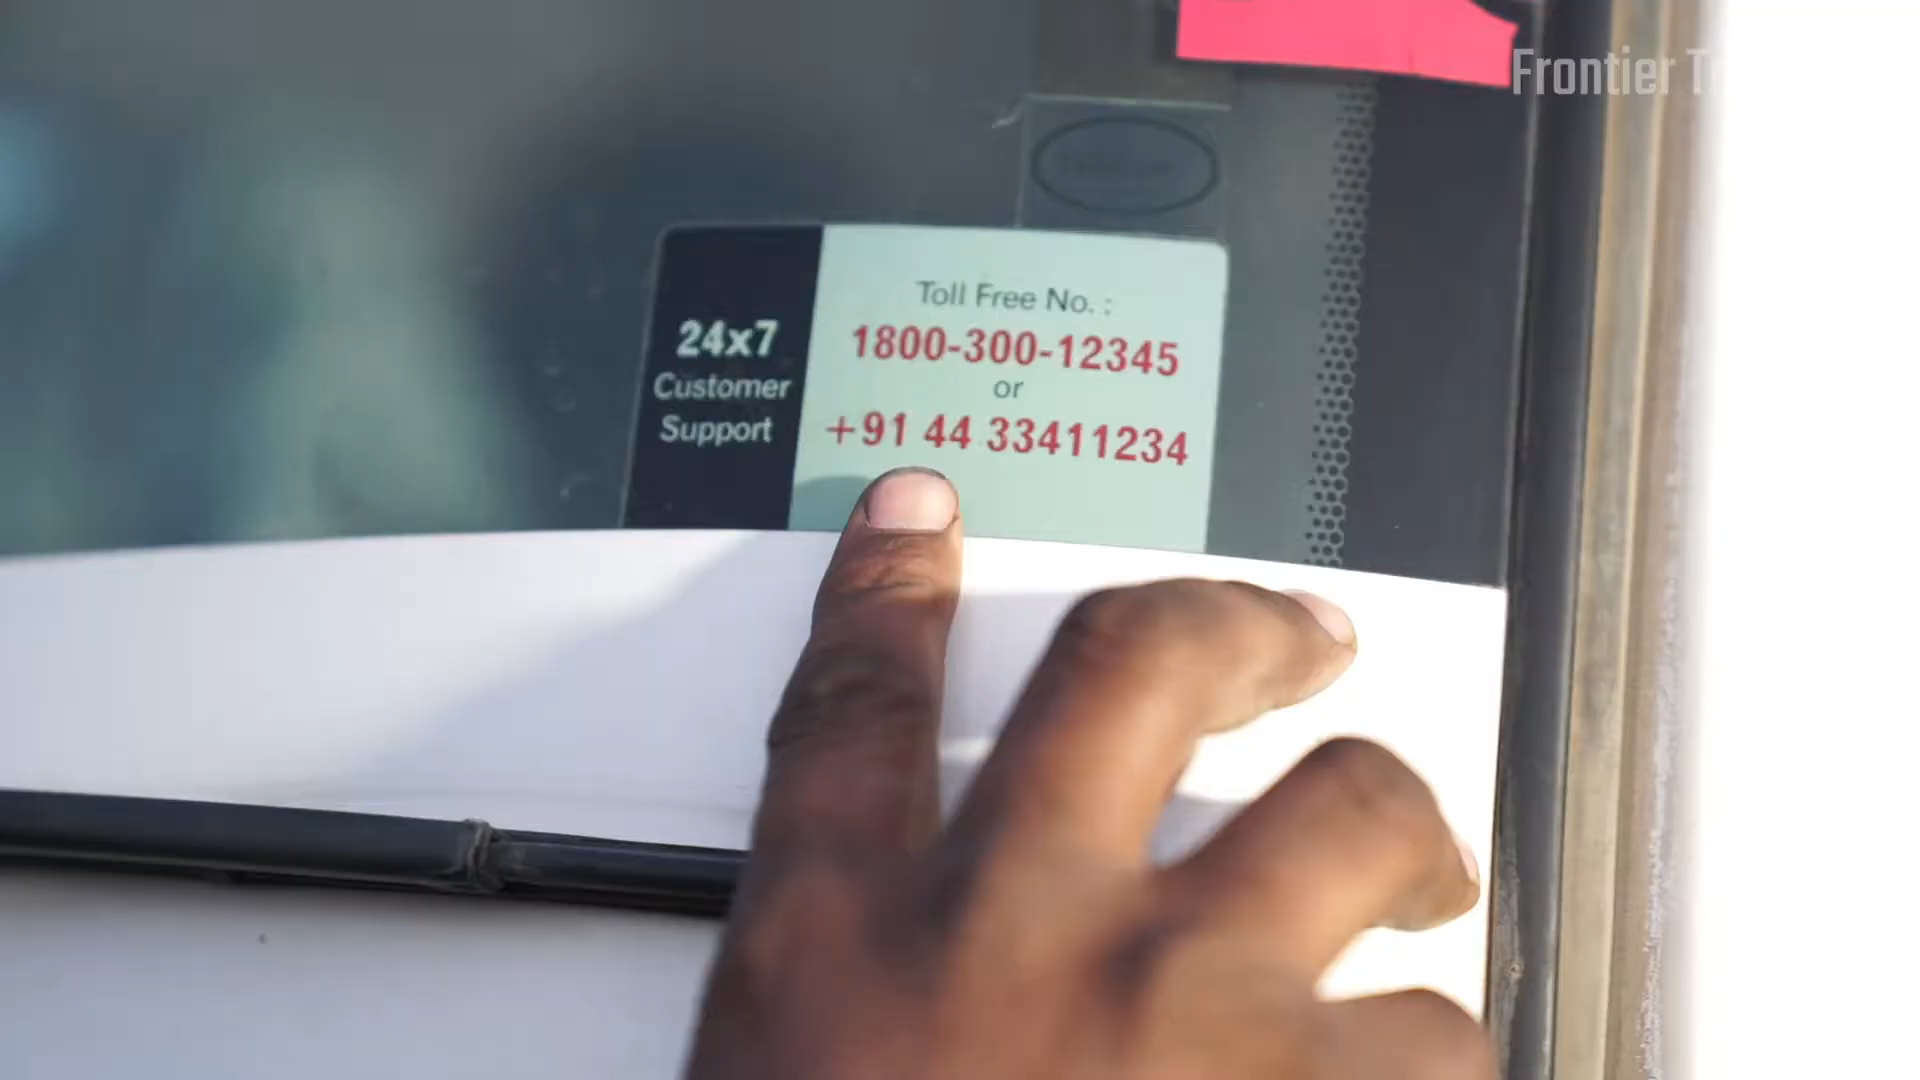 Frontier
24x7
Customer
Support
Toll Free No. :
1800-300-12345
or
+91 44 33411234